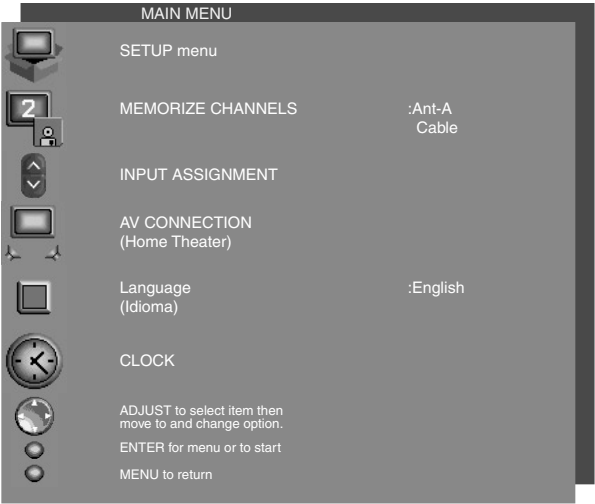 MAIN MENU
SETUP menu
2
MEMORIZE CHANNELS :Ant-A
Cable
INPUT ASSIGNMENT
AV CONNECTION
(Home Theater)
Language :English
(Idioma)
CLOCK
ADJUST to select item then
move to and change option.
ENTER for menu or to start
MENU to return